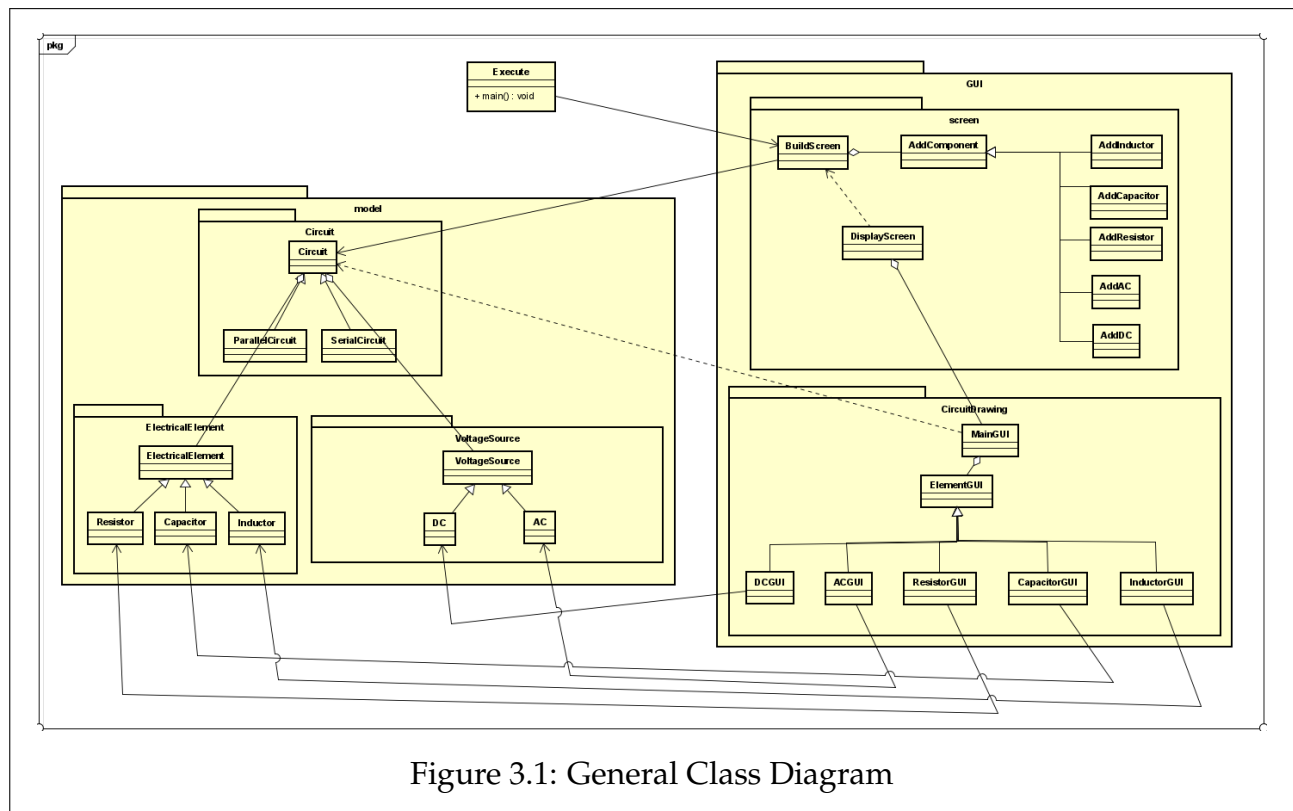 pkg
Execute
+ main() : void
GUI
screen
BuildScreen
AddComponent
AddInductor
AddCapacitor
AddResistor
AddAC
AddDC
DisplayScreen
model
Circuit
Circuit
ParallelCircuit
SerialCircuit
ElectricalElement
ElectricalElement
Resistor
Capacitor
Inductor
VoltageSource
VoltageSource
DC
AC
CircuitDrawing
MainGUI
ElementGUI
DCGUI
ACGUI
ResistorGUI
CapacitorGUI
InductorGUI
Figure 3.1: General Class Diagram